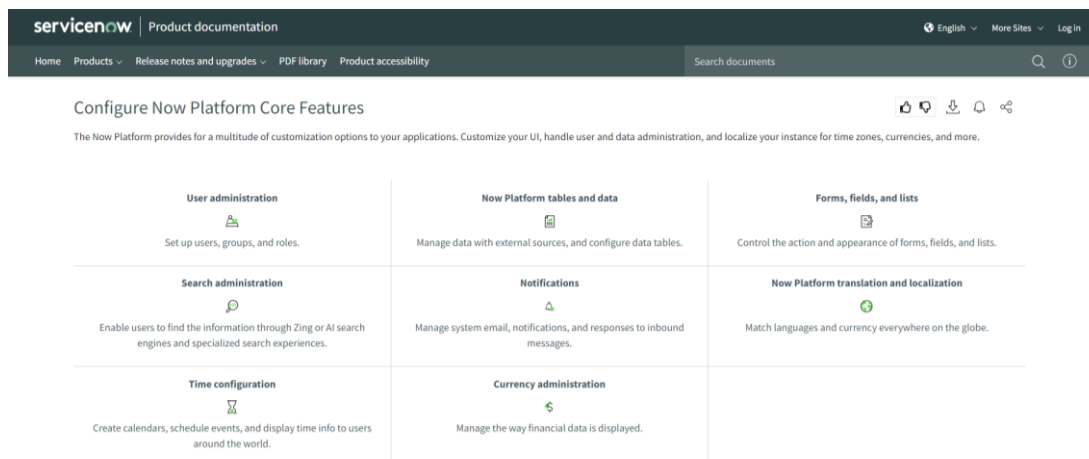 servicenow Product documentation
English More Sites Log in
Home Products Release notes and upgrades PDF library Product accessibility Search documents
Configure Now Platform Core Features
The Now Platform provides for a multitude of customization options to your applications. Customize your UI, handle user and data administration, and localize your instance for time zones, currencies, and more.
User administration
Set up users, groups, and roles.
Now Platform tables and data
Manage data with external sources, and configure data tables.
Forms, fields, and lists
Control the action and appearance of forms, fields, and lists.
Search administration
Enable users to find the information through Zing or AI search
engines and specialized search experiences.
Notifications
Manage system email, notifications, and responses to inbound
messages.
Now Platform translation and localization
Match languages and currency everywhere on the globe.
Time configuration
Create calendars, schedule events, and display time info to users
around the world.
Currency administration
Manage the way financial data is displayed.